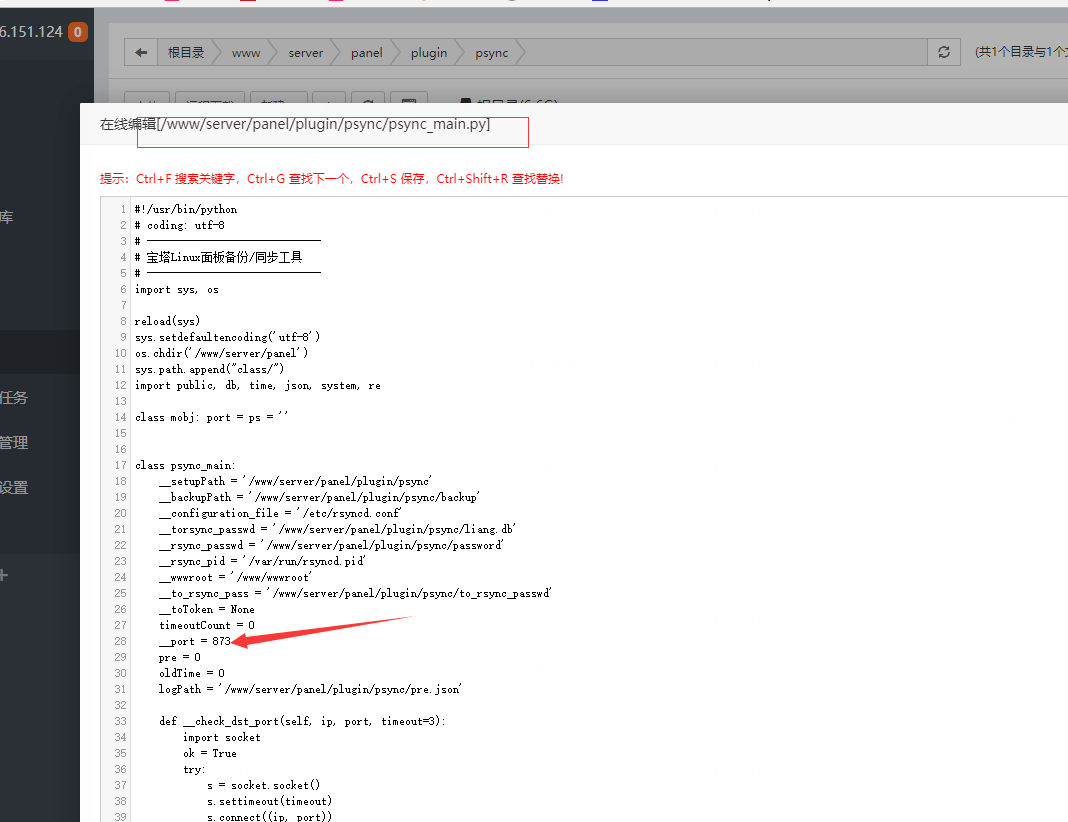 6.151.124 0
根目录 www server panel plugin psync (共1个目录与1个文
库
任务
管理
设置
在线编辑[/www/server/panel/plugin/psync/psync_main.py]
提示：Ctrl+F 搜索关键字，Ctrl+G 查找下一个，Ctrl+S 保存，Ctrl+Shift+R 查找替换!
1 #!/usr/bin/python
2 # coding: utf-8
3 # ───────────────
4 # 宝塔Linux面板备份/同步工具
5 # ───────────────
6 import sys, os
7
8 reload(sys)
9 sys.setdefaultencoding('utf-8')
10 os.chdir('/www/server/panel')
11 sys.path.append("class/")
12 import public, db, time, json, system, re
13
14 class mobj: port = ps = ''
15
16
17 class psync_main:
18 __setupPath = '/www/server/panel/plugin/psync'
19 __backupPath = '/www/server/panel/plugin/psync/backup'
20 __configuration_file = '/etc/rsyncd.conf'
21 __torsync_passwd = '/www/server/panel/plugin/psync/liang.db'
22 __rsync_passwd = '/www/server/panel/plugin/psync/password'
23 __rsync_pid = '/var/run/rsyncd.pid'
24 __wwwroot = '/www/wwwroot'
25 __to_rsync_pass = '/www/server/panel/plugin/psync/to_rsync_passwd'
26 __toToken = None
27 timeoutCount = 0
28 __port = 873
29 pre = 0
30 oldTime = 0
31 logPath = '/www/server/panel/plugin/psync/pre.json'
32
33 def __check_dst_port(self, ip, port, timeout=3):
34 import socket
35 ok = True
36 try:
37 s = socket.socket()
38 s.settimeout(timeout)
39 s.connect((ip, port))